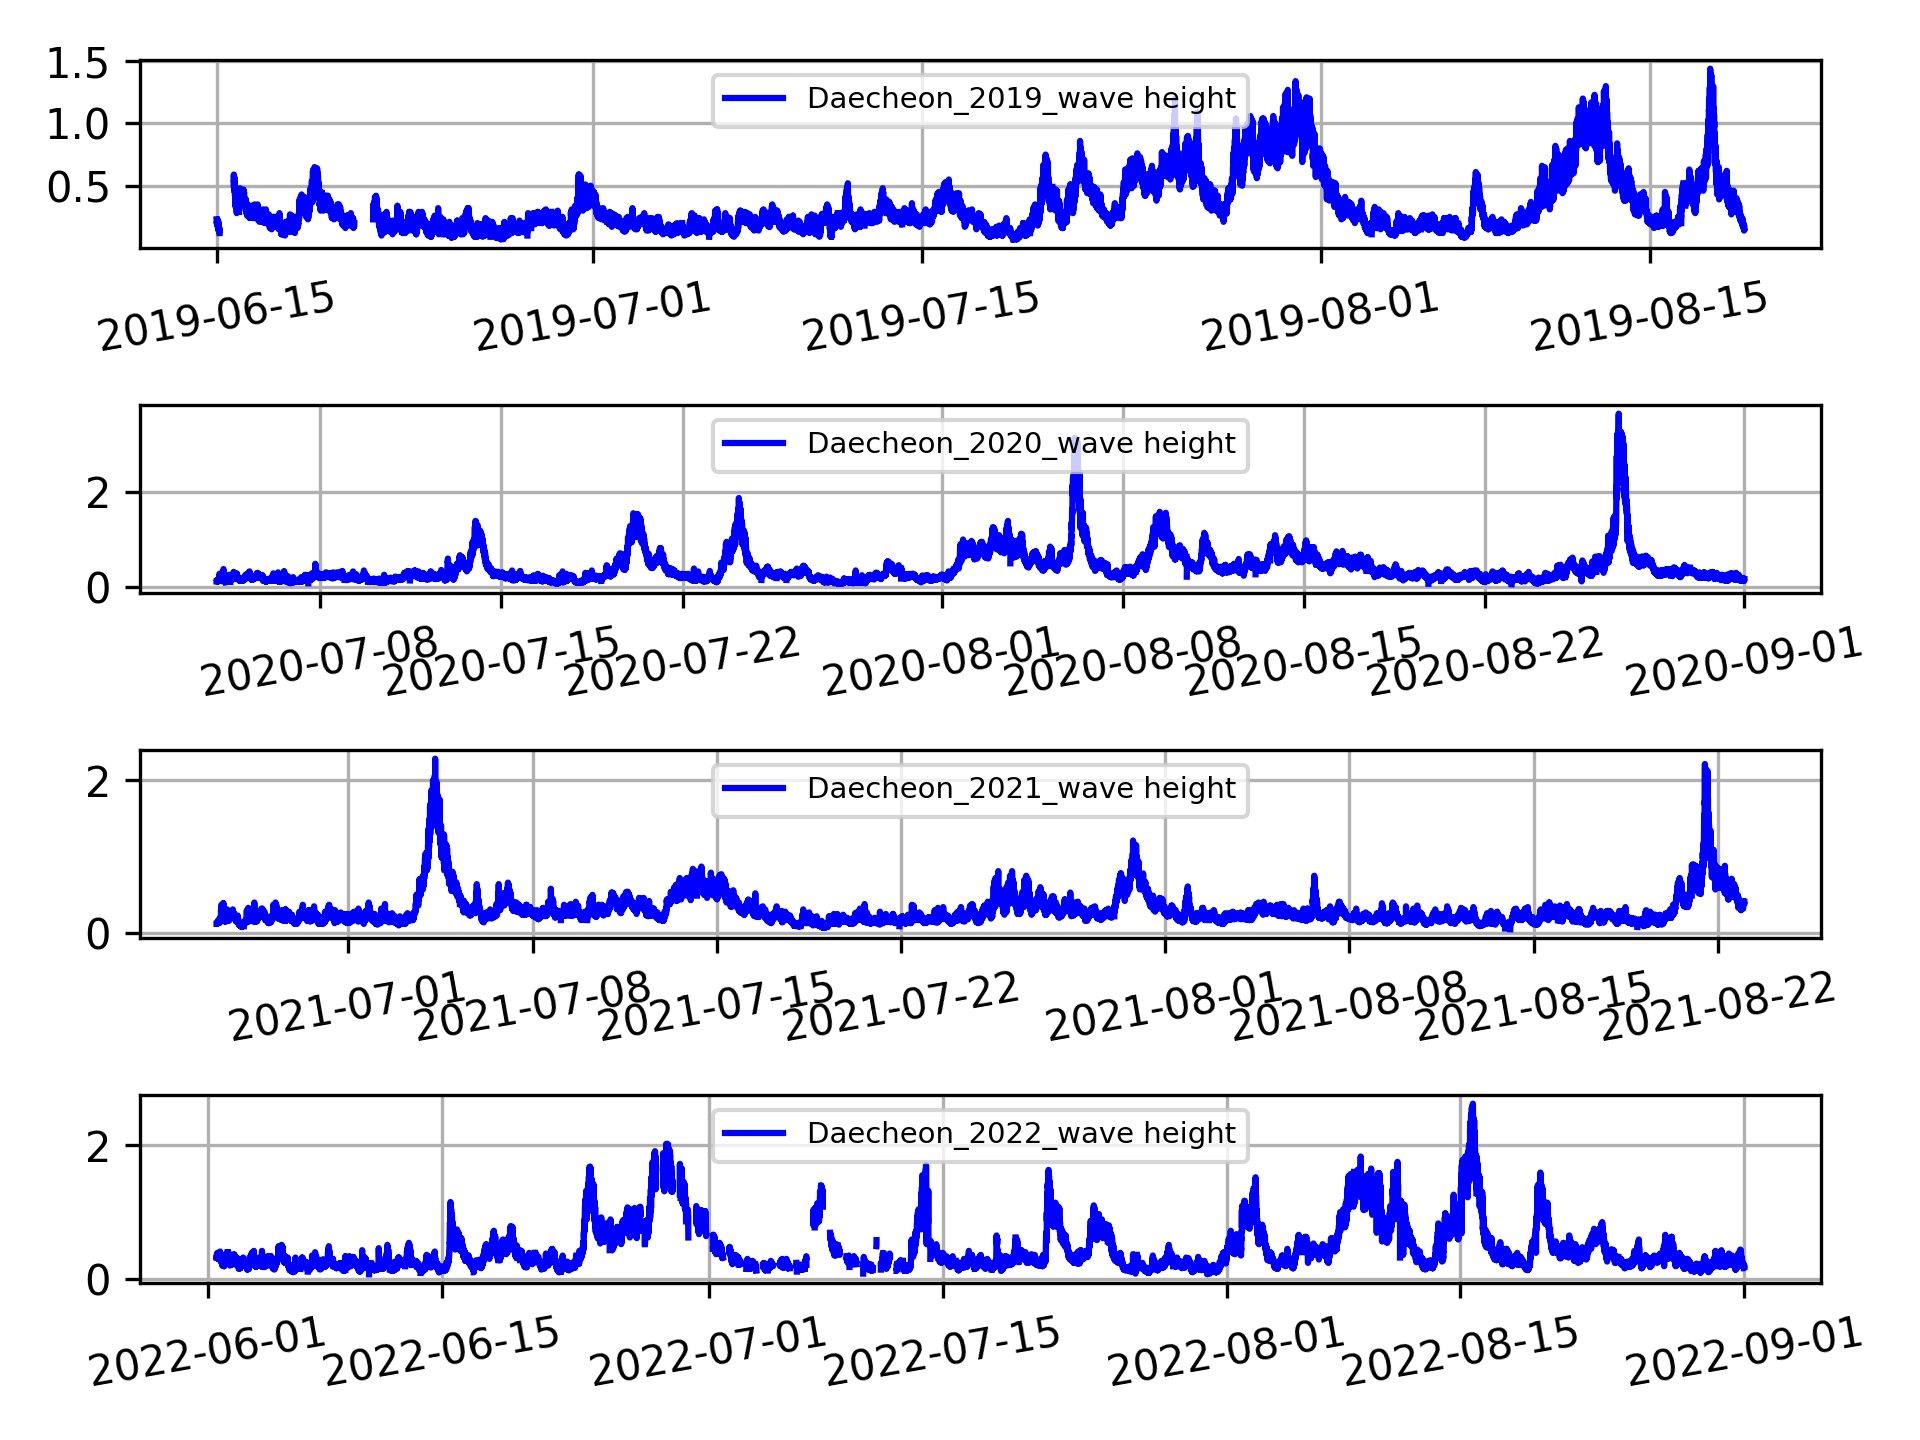 1.5
Daecheon_2019_wave height
1.0
0.5
2019-06-15 2019-07-01 2019-07-15 2019-08-01 2019-08-15
Daecheon_2020_wave height
2
0
2020-07-08 2020-07-15 2020-07-22 2020-08-01 2020-08-08 2020-08-15 2020-08-22 2020-09-01
2
Daecheon_2021_wave height
0
2021-07-01 2021-07-08 2021-07-15 2021-07-22 2021-08-01 2021-08-08 2021-08-15 2021-08-22
Daecheon_2022_wave height
2
0
2022-06-01 2022-06-15 2022-07-01 2022-07-15 2022-08-01 2022-08-15 2022-09-01